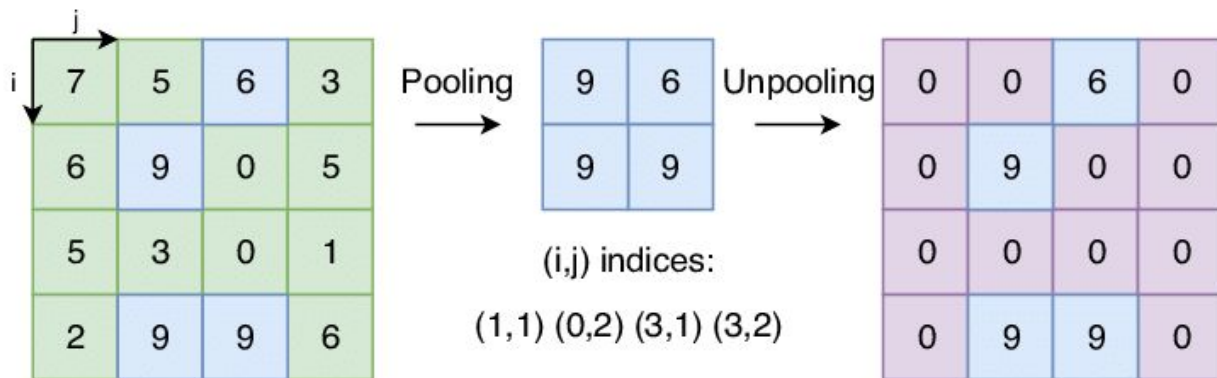 j
i
7 5 6 3
6 9 0 5
5 3 0 1
2 9 9 6
Pooling
9 6
9 9
(i,j) indices:
(1,1) (0,2) (3,1) (3,2)
Unpooling
0 0 6 0
0 9 0 0
0 0 0 0
0 9 9 0